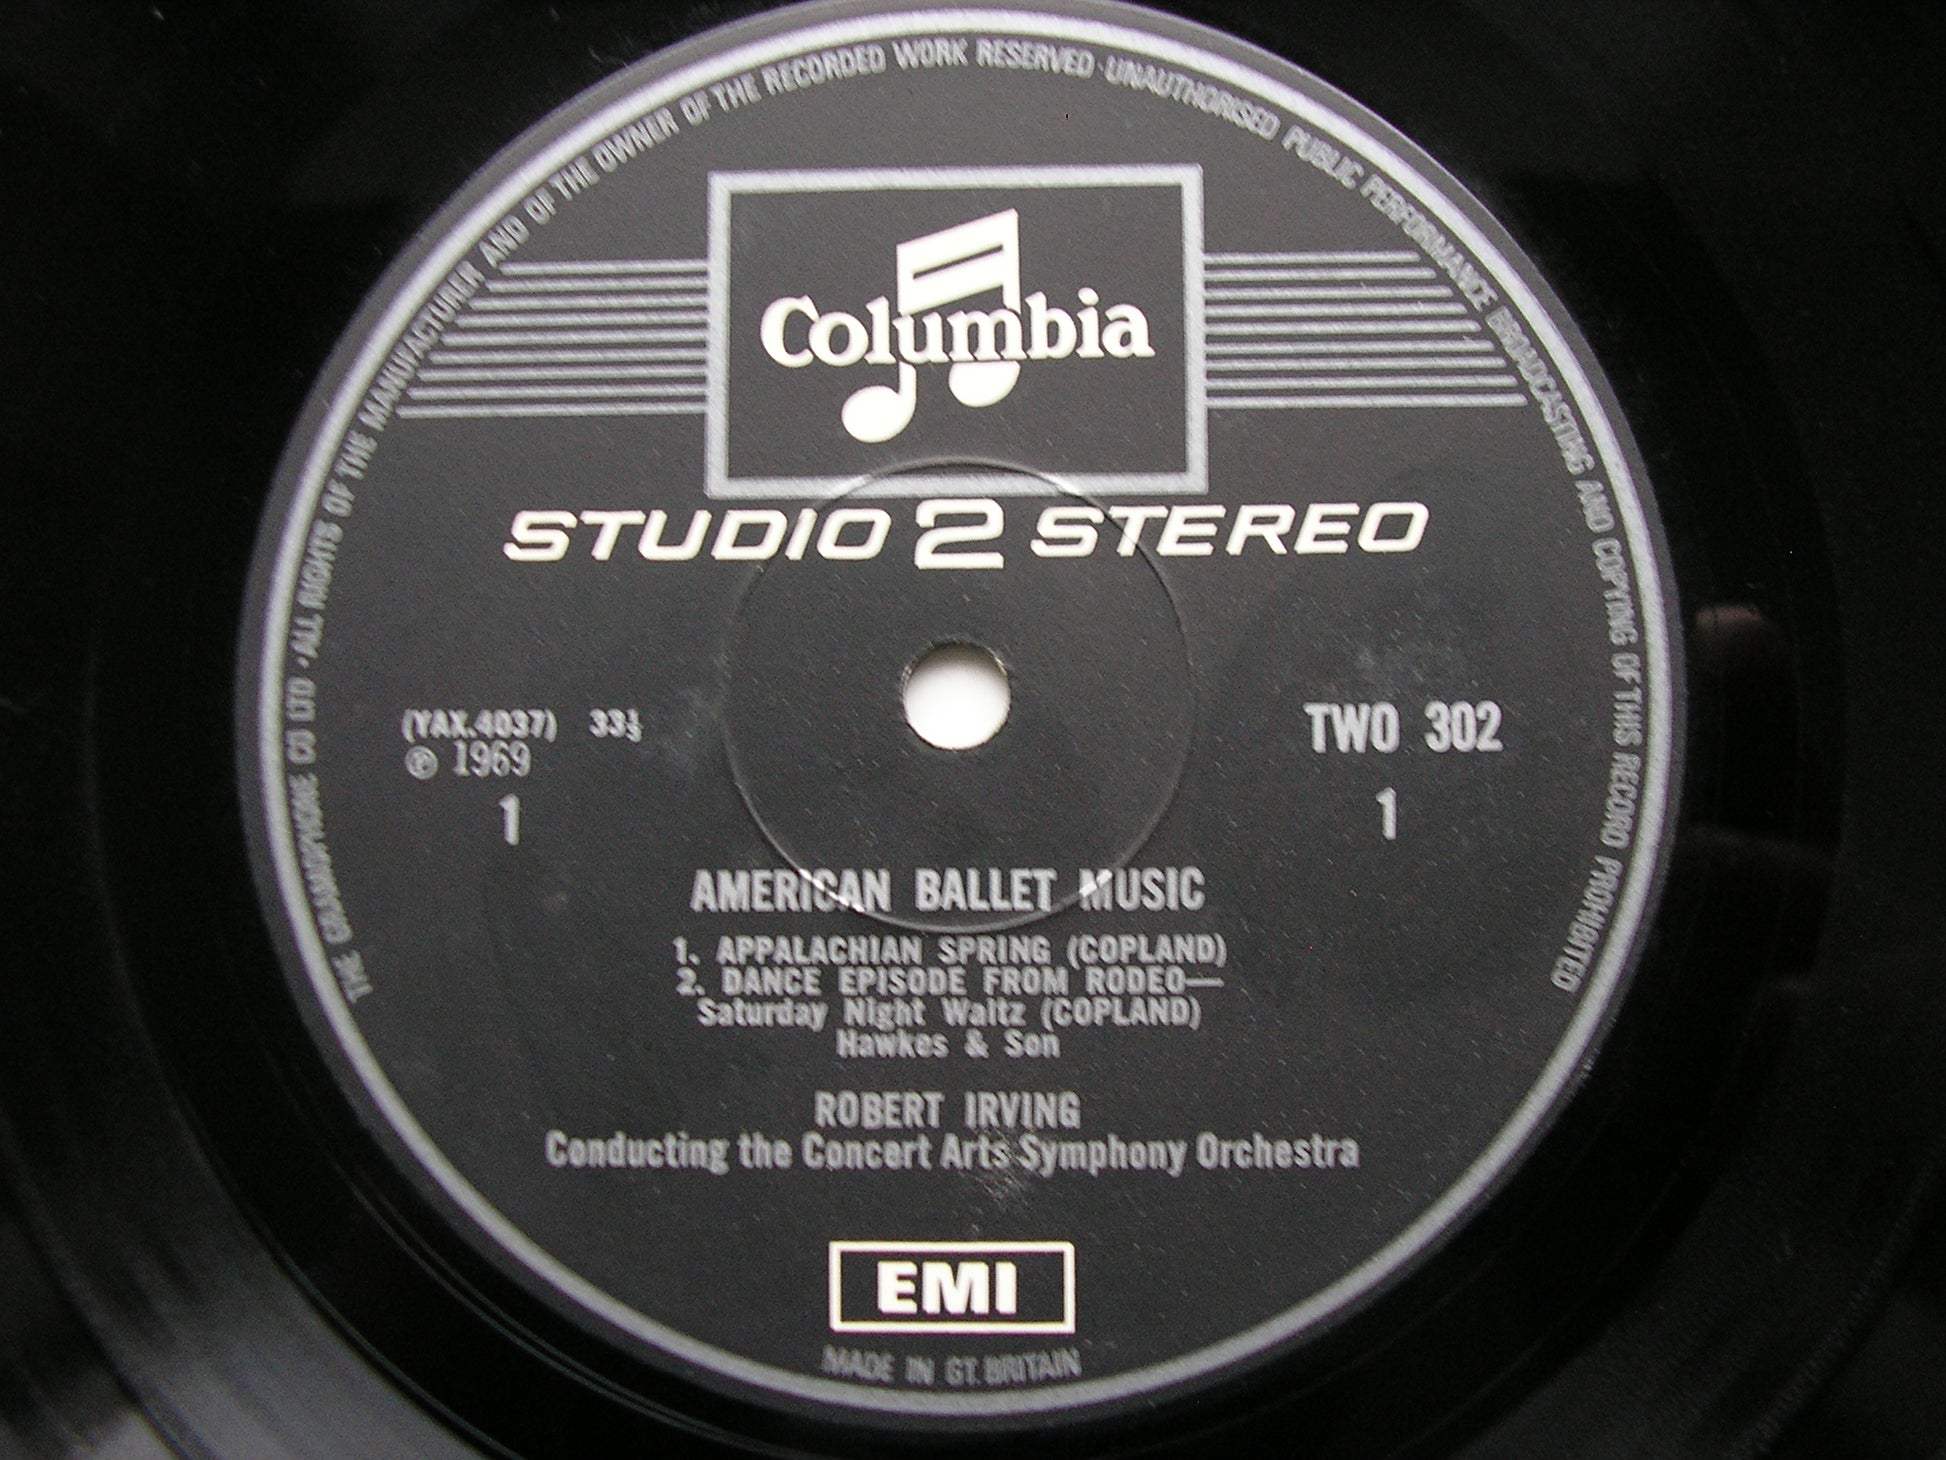 THE GRAMOPHONE CO LTD · ALL RIGHTS OF THE MANUFACTURER AND OF THE OWNER OF THE RECORDED WORK RESERVED · UNAUTHORISED PUBLIC PERFORMANCE BROADCASTING AND COPYING OF THIS RECORD PROHIBITED
Columbia
STUDIO 2 STEREO
(YAX.4037) 33⅓
℗ 1969
1
TWO 302
1
AMERICAN BALLET MUSIC
1. APPALACHIAN SPRING (COPLAND)
2. DANCE EPISODE FROM RODEO—
Saturday Night Waltz (COPLAND)
Hawkes & Son
ROBERT IRVING
Conducting the Concert Arts Symphony Orchestra
EMI
MADE IN GT. BRITAIN